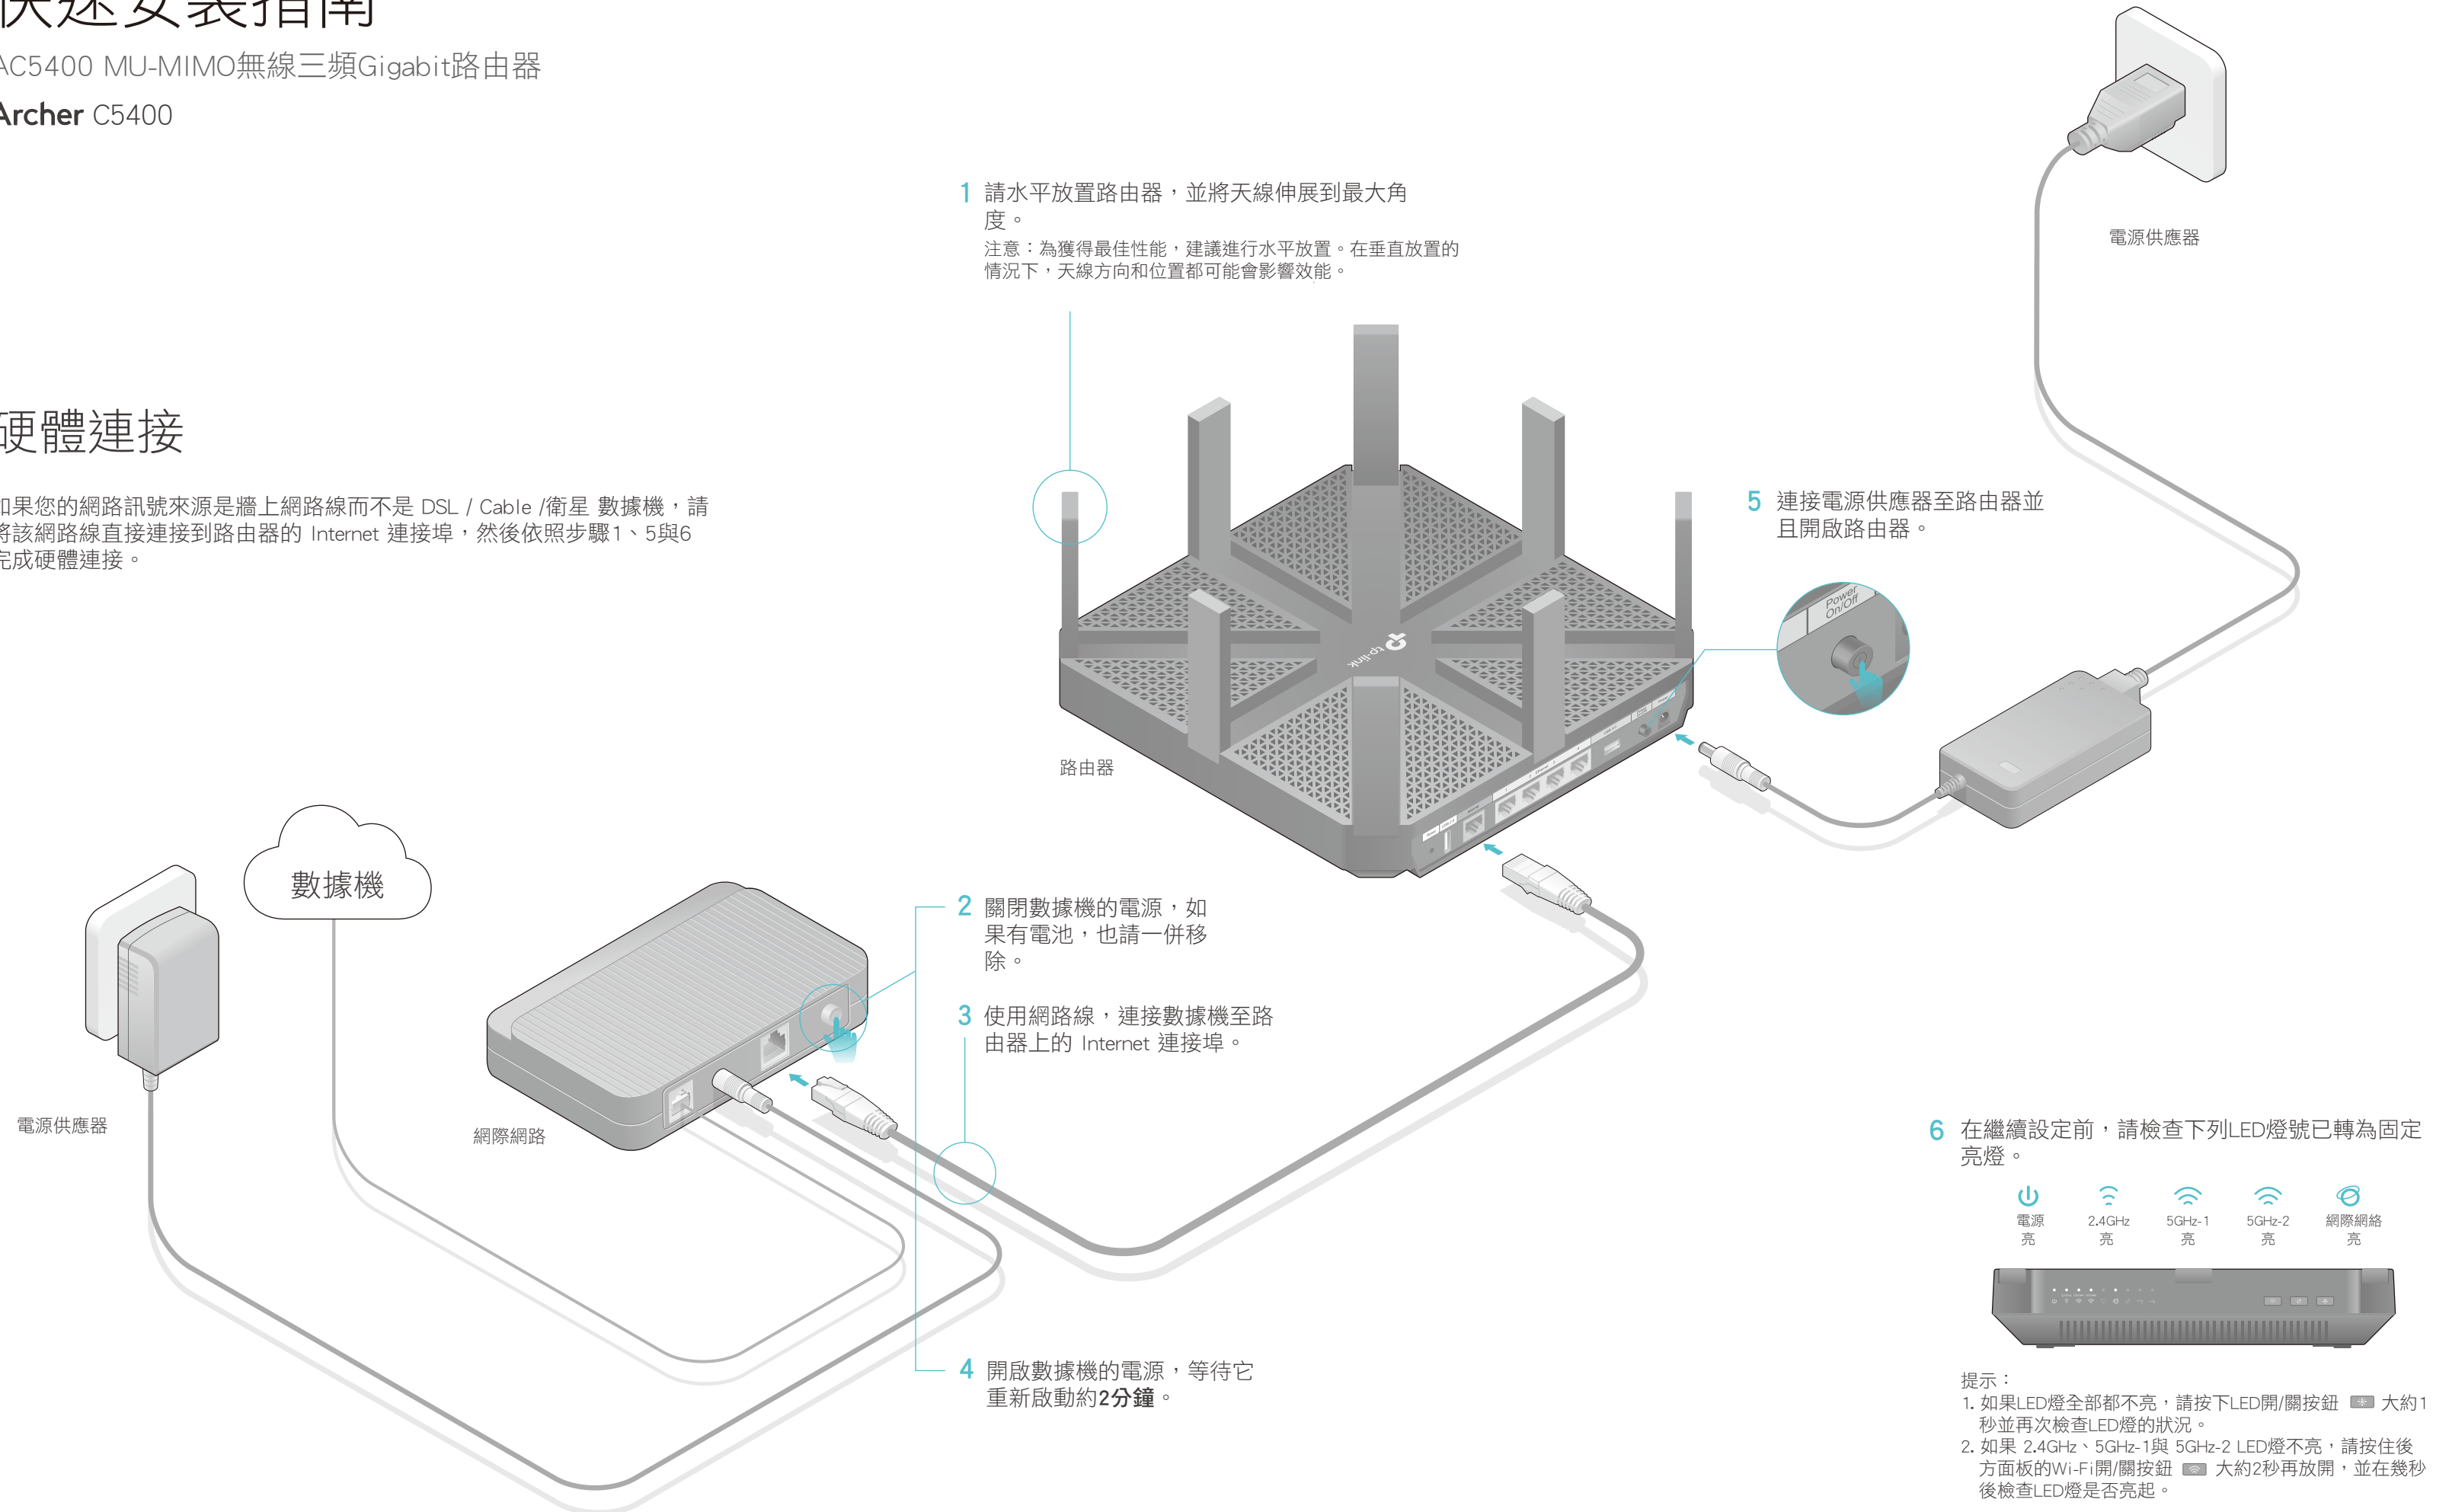 快速安裝指南
AC5400 MU-MIMO無線三頻Gigabit路由器
Archer C5400
硬體連接
如果您的網路訊號來源是牆上網路線而不是 DSL / Cable /衛星 數據機，請
將該網路線直接連接到路由器的 Internet 連接埠，然後依照步驟1、5與6
完成硬體連接。
1 請水平放置路由器，並將天線伸展到最大角
度。
注意：為獲得最佳性能，建議進行水平放置。在垂直放置的
情況下，天線方向和位置都可能會影響效能。
電源供應器
5 連接電源供應器至路由器並
且開啟路由器。
Power
On/Off
tp-link
路由器
數據機
2 關閉數據機的電源，如
果有電池，也請一併移
除。
3 使用網路線，連接數據機至路
由器上的 Internet 連接埠。
電源供應器
網際網路
4 開啟數據機的電源，等待它
重新啟動約2分鐘。
6 在繼續設定前，請檢查下列LED燈號已轉為固定
亮燈。
電源 2.4GHz 5GHz-1 5GHz-2 網際網絡
亮 亮 亮 亮 亮
提示：
1. 如果LED燈全部都不亮，請按下LED開/關按鈕 大約1
秒並再次檢查LED燈的狀況。
2. 如果 2.4GHz、5GHz-1與 5GHz-2 LED燈不亮，請按住後
方面板的Wi-Fi開/關按鈕 大約2秒再放開，並在幾秒
後檢查LED燈是否亮起。